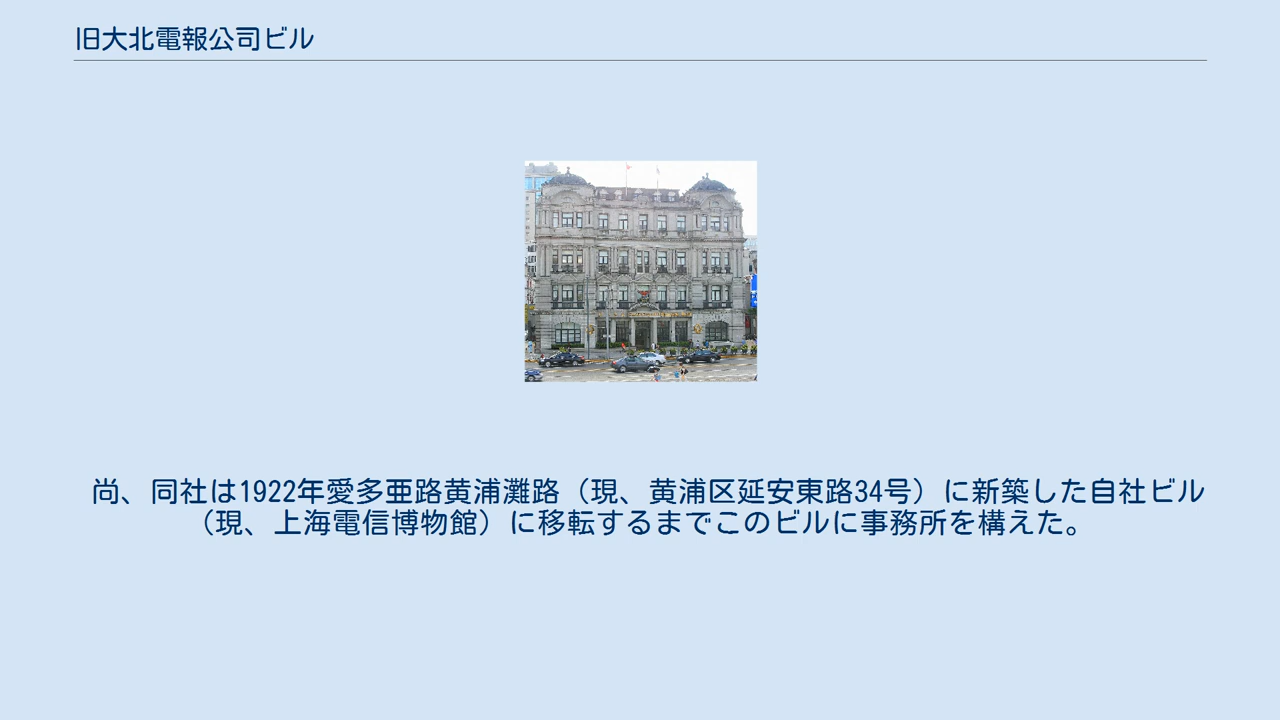 旧大北電報公司ビル
尚、同社は1922年愛多亜路黄浦灘路（現、黄浦区延安東路34号）に新築した自社ビル
（現、上海電信博物館）に移転するまでこのビルに事務所を構えた。